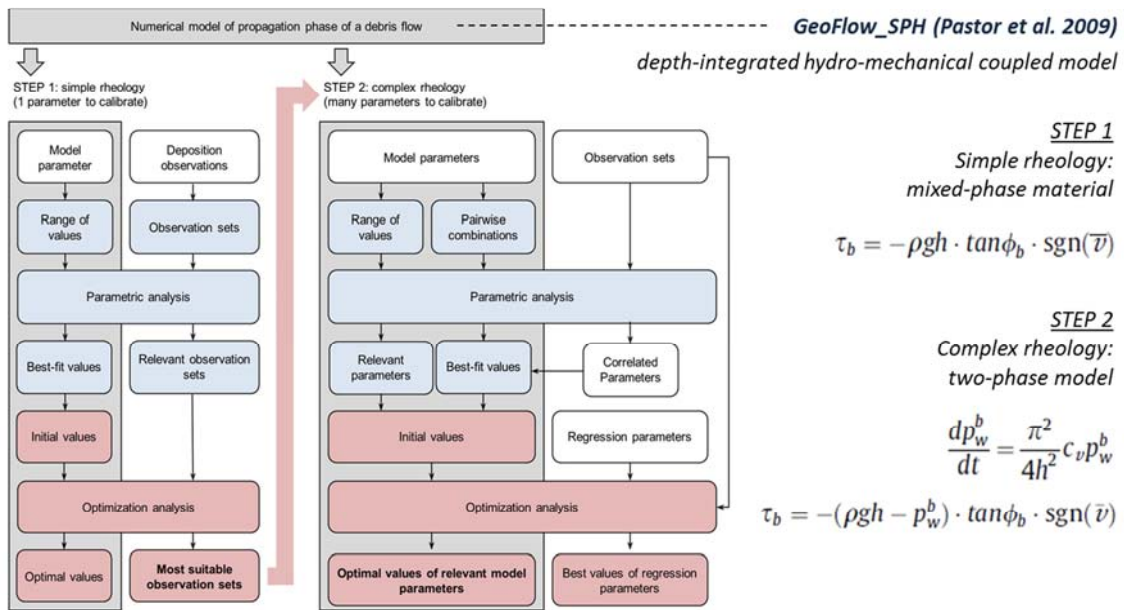 Numerical model of propagation phase of a debris flow
GeoFlow_SPH (Pastor et al. 2009)
depth-integrated hydro-mechanical coupled model
STEP 1: simple rheology
(1 parameter to calibrate)
STEP 2: complex rheology
(many parameters to calibrate)
Model
parameter
Deposition
observations
Range of
values
Observation sets
Parametric analysis
Best-fit values
Relevant observation
sets
Initial values
Optimization analysis
Optimal values
Most suitable
observation sets
Model parameters
Observation sets
Range of
values
Pairwise
combinations
Parametric analysis
Relevant
parameters
Best-fit values
Correlated
Parameters
Initial values
Regression parameters
Optimization analysis
Optimal values of relevant model
parameters
Best values of regression
parameters
STEP 1
Simple rheology:
mixed-phase material
τ_b = −ρgh · tanϕ_b · sgn(v̅)
STEP 2
Complex rheology:
two-phase model
dp_w^b/dt = π²/4h² c_v p_w^b
τ_b = −(ρgh − p_w^b) · tanϕ_b · sgn(v̅)